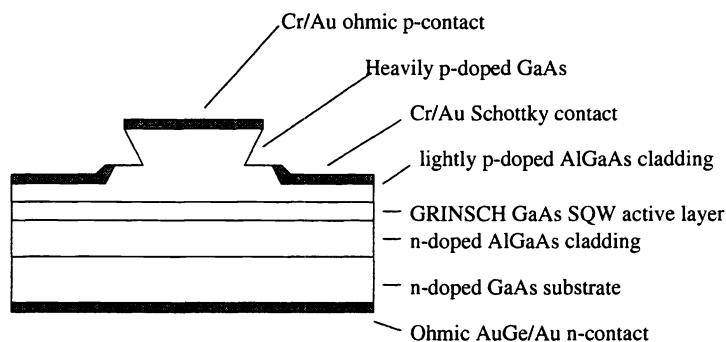 Cr/Au ohmic p-contact
Heavily p-doped GaAs
Cr/Au Schottky contact
lightly p-doped AlGaAs cladding
GRINSCH GaAs SQW active layer
n-doped AlGaAs cladding
n-doped GaAs substrate
Ohmic AuGe/Au n-contact